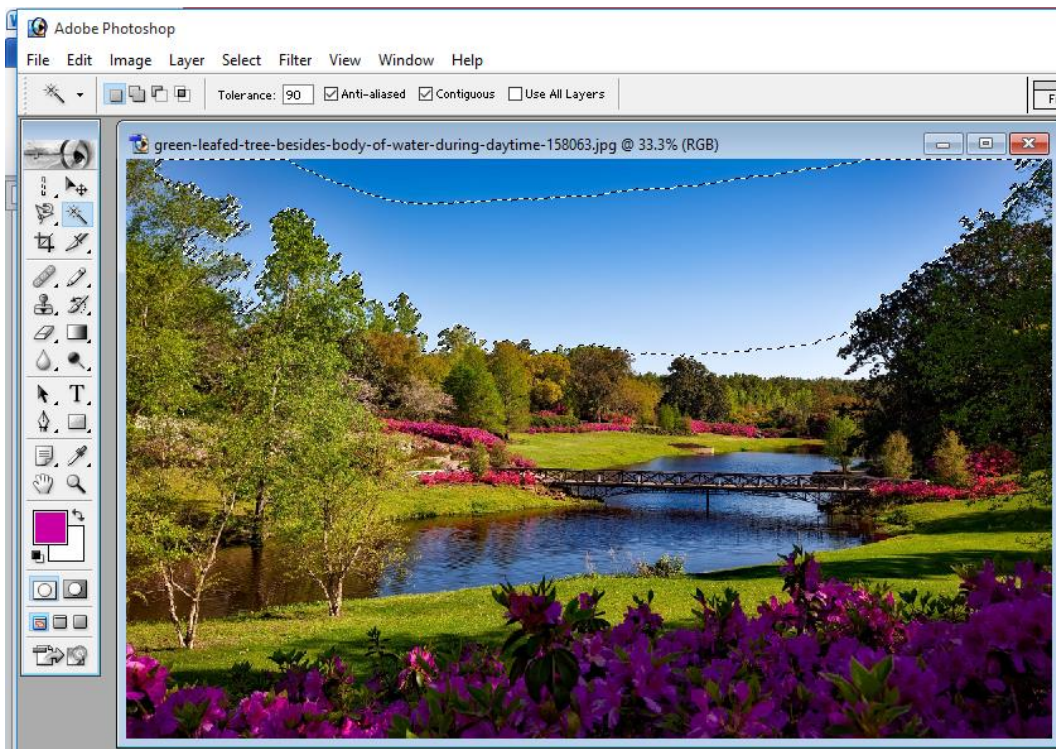 Adobe Photoshop
File Edit Image Layer Select Filter View Window Help
Tolerance: 90 Anti-aliased Contiguous Use All Layers
green-leafed-tree-besides-body-of-water-during-daytime-158063.jpg @ 33.3% (RGB)
T